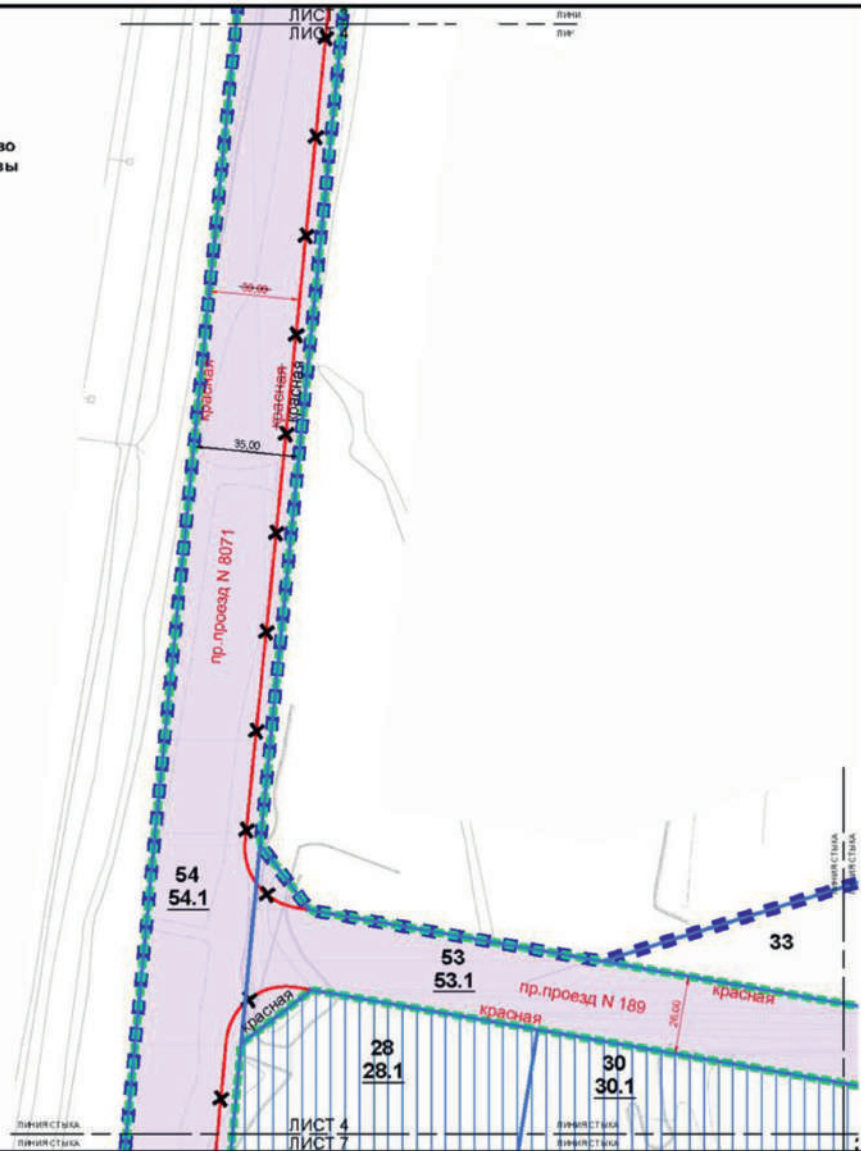 ЛИСТ 3
ЛИСТ 4
ЛИНИ
ЛИН
во
вы
30,00
красная
красная
красная
35,00
пр.проезд N 8071
ЛИНИЯ СТЫКА
ЛИНИЯ СТЫКА
54
54.1
33
53
53.1
пр.проезд N 189
красная
красная
26,00
красная
28
28.1
30
30.1
ЛИНИЯ СТЫКА
ЛИСТ 4
ЛИНИЯ СТЫКА
ЛИНИЯ СТЫКА
ЛИСТ 7
ЛИНИЯ СТЫКА